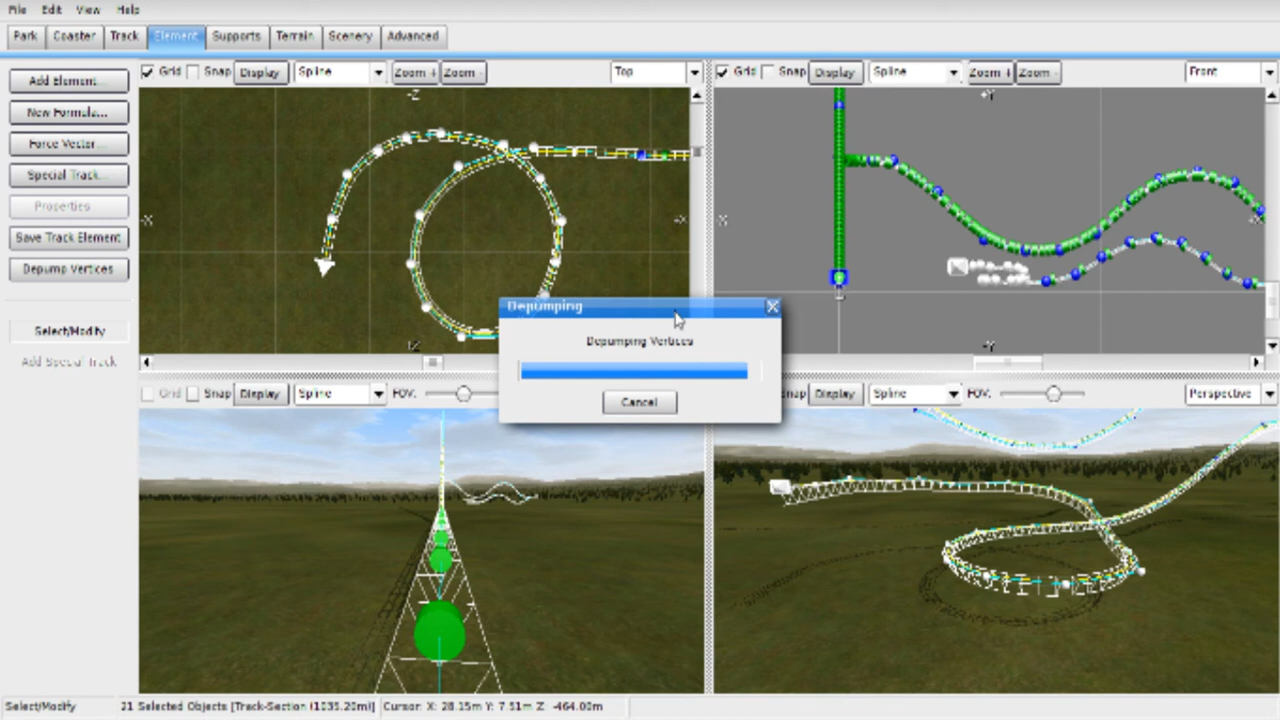 File Edit View Help
Park Coaster Track Element Supports Terrain Scenery Advanced
Add Element...
New Formula...
Force Vector...
Special Track...
Properties
Save Track Element
Depump Vertices
Select/Modify
Add Special Track
Grid Snap Display Spline Zoom + Zoom - Top
Grid Snap Display Spline Zoom + Zoom - Front
-Z
-X
+X
+Y
-Y
X
Depumping
Depumping Vertices
Cancel
Grid Snap Display Spline FOV:
Snap Display Spline FOV: Perspective
Select/Modify 21 Selected Objects [Track-Section (1035.20m)] Cursor: X: 28.15m Y: 7.51m Z: -464.00m